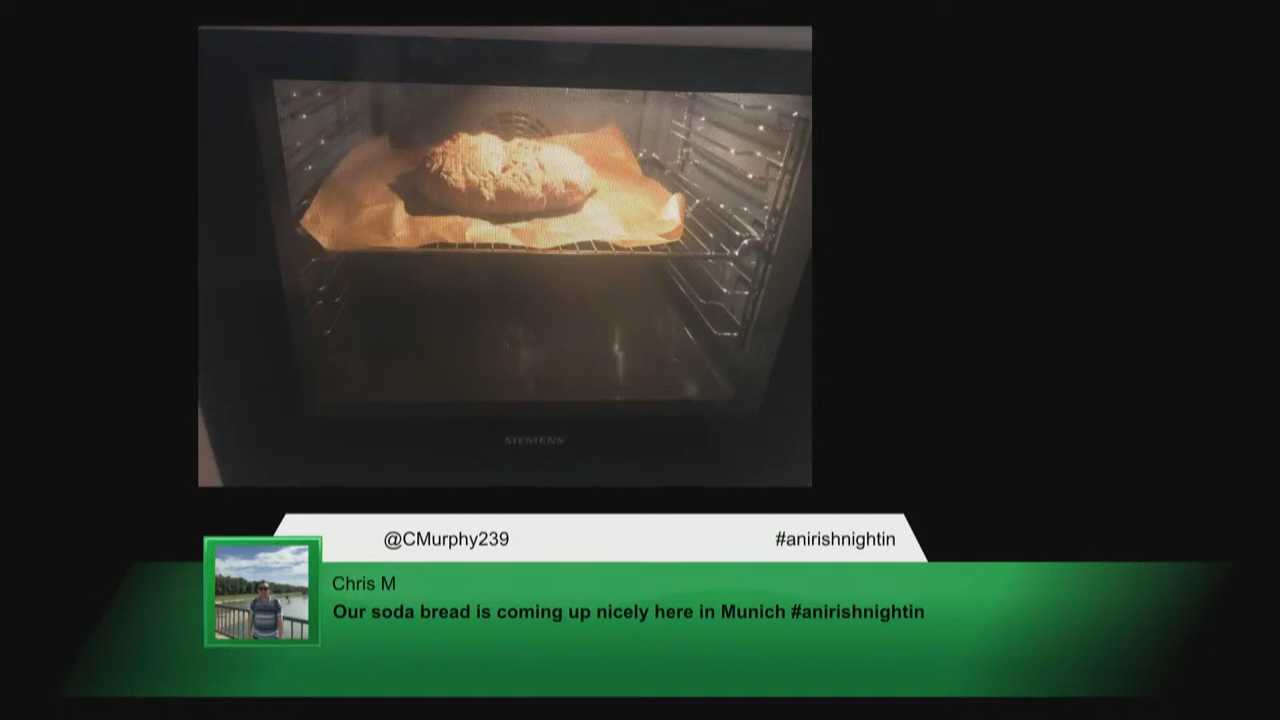 SIEMENS
@CMurphy239 #anirishnightin
Chris M
Our soda bread is coming up nicely here in Munich #anirishnightin